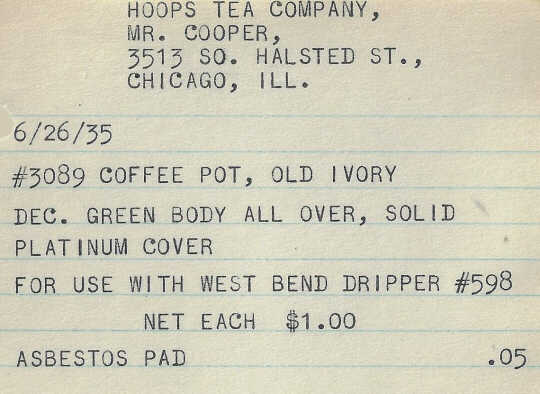 HOOPS TEA COMPANY,
MR. COOPER,
3513 SO. HALSTED ST.,
CHICAGO, ILL.
6/26/35
#3089 COFFEE POT, OLD IVORY
DEC. GREEN BODY ALL OVER, SOLID
PLATINUM COVER
FOR USE WITH WEST BEND DRIPPER #598
NET EACH $1.00
ASBESTOS PAD .05